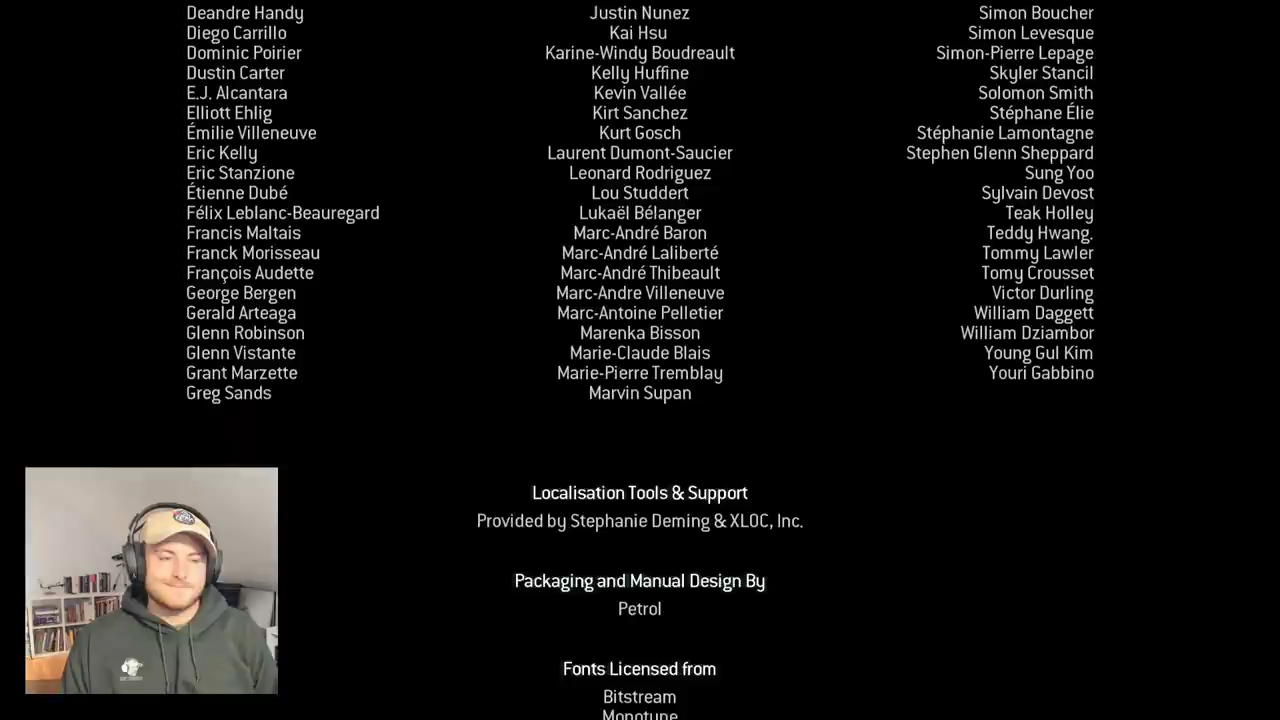 Deandre Handy
Diego Carrillo
Dominic Poirier
Dustin Carter
E.J. Alcantara
Elliott Ehlig
Émilie Villeneuve
Eric Kelly
Eric Stanzione
Étienne Dubé
Félix Leblanc-Beauregard
Francis Maltais
Franck Morisseau
François Audette
George Bergen
Gerald Arteaga
Glenn Robinson
Glenn Vistante
Grant Marzette
Greg Sands
Justin Nunez
Kai Hsu
Karine-Windy Boudreault
Kelly Huffine
Kevin Vallée
Kirt Sanchez
Kurt Gosch
Laurent Dumont-Saucier
Leonard Rodriguez
Lou Studdert
Lukaël Bélanger
Marc-André Baron
Marc-André Laliberté
Marc-André Thibeault
Marc-Andre Villeneuve
Marc-Antoine Pelletier
Marenka Bisson
Marie-Claude Blais
Marie-Pierre Tremblay
Marvin Supan
Simon Boucher
Simon Levesque
Simon-Pierre Lepage
Skyler Stancil
Solomon Smith
Stéphane Élie
Stéphanie Lamontagne
Stephen Glenn Sheppard
Sung Yoo
Sylvain Devost
Teak Holley
Teddy Hwang.
Tommy Lawler
Tomy Crousset
Victor Durling
William Daggett
William Dziambor
Young Gul Kim
Youri Gabbino
Localisation Tools & Support
Provided by Stephanie Deming & XLOC, Inc.
Packaging and Manual Design By
Petrol
Fonts Licensed from
Bitstream
Monotype